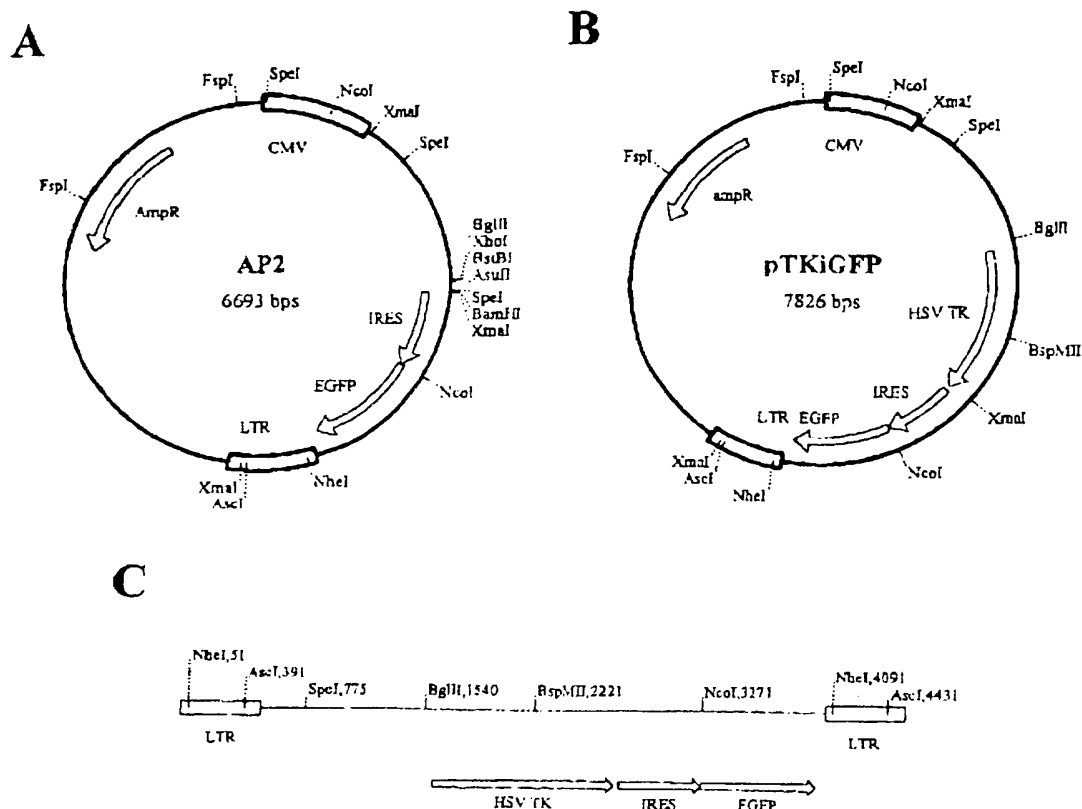 A
FspI
SpeI
NcoI
XmaI
SpeI
CMV
FspI
AmpR
AP2
6693 bps
BglII
XhoI
BstBI
AsuII
SpeI
BamHI
XmaI
IRES
EGFP
NcoI
LTR
NheI
XmaI
AscI
B
FspI
SpeI
NcoI
XmaI
SpeI
CMV
FspI
ampR
pTKiGFP
7826 bps
BglII
HSV TK
BspMII
IRES
XmaI
LTR
EGFP
NcoI
XmaI
AscI
NheI
C
NheI,51
AscI,391
SpeI,775
BglII,1540
BspMII,2221
NcoI,3271
NheI,4091
AscI,4431
LTR
LTR
HSV TK
IRES
EGFP